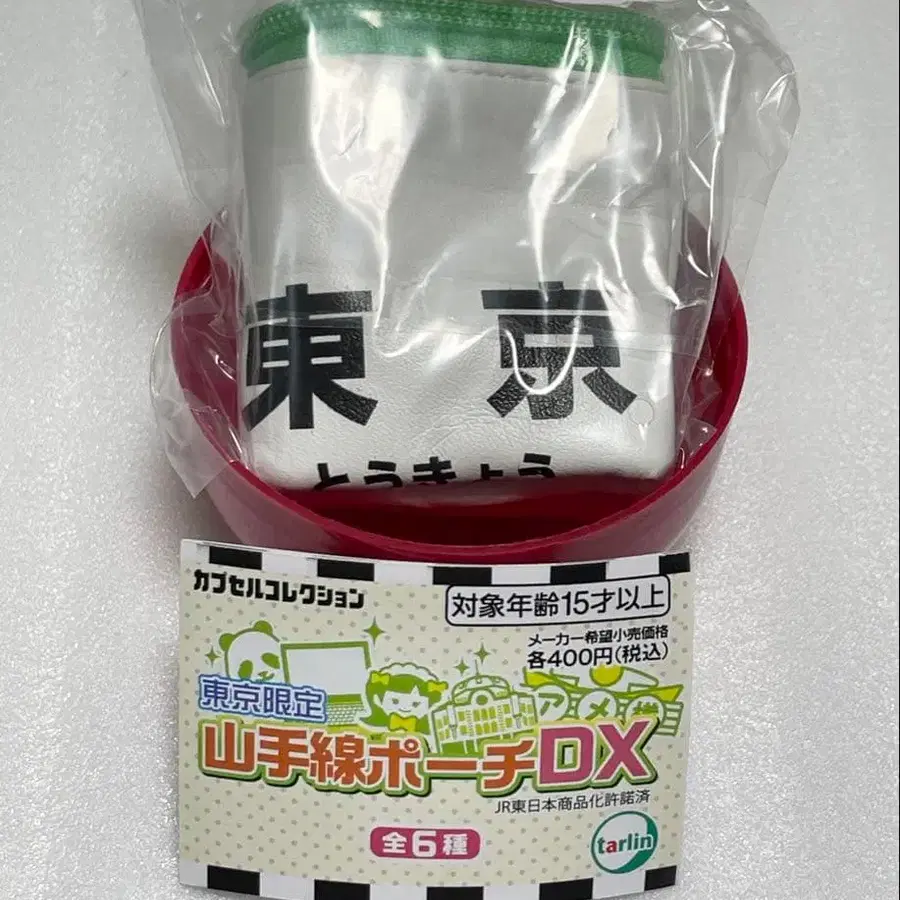 東京
とうきょう
カプセルコレクション
対象年齢15才以上
メーカー希望小売価格
各400円(税込)
アメ横
東京限定
山手線ポーチDX
JR東日本商品化許諾済
全6種
tarlin